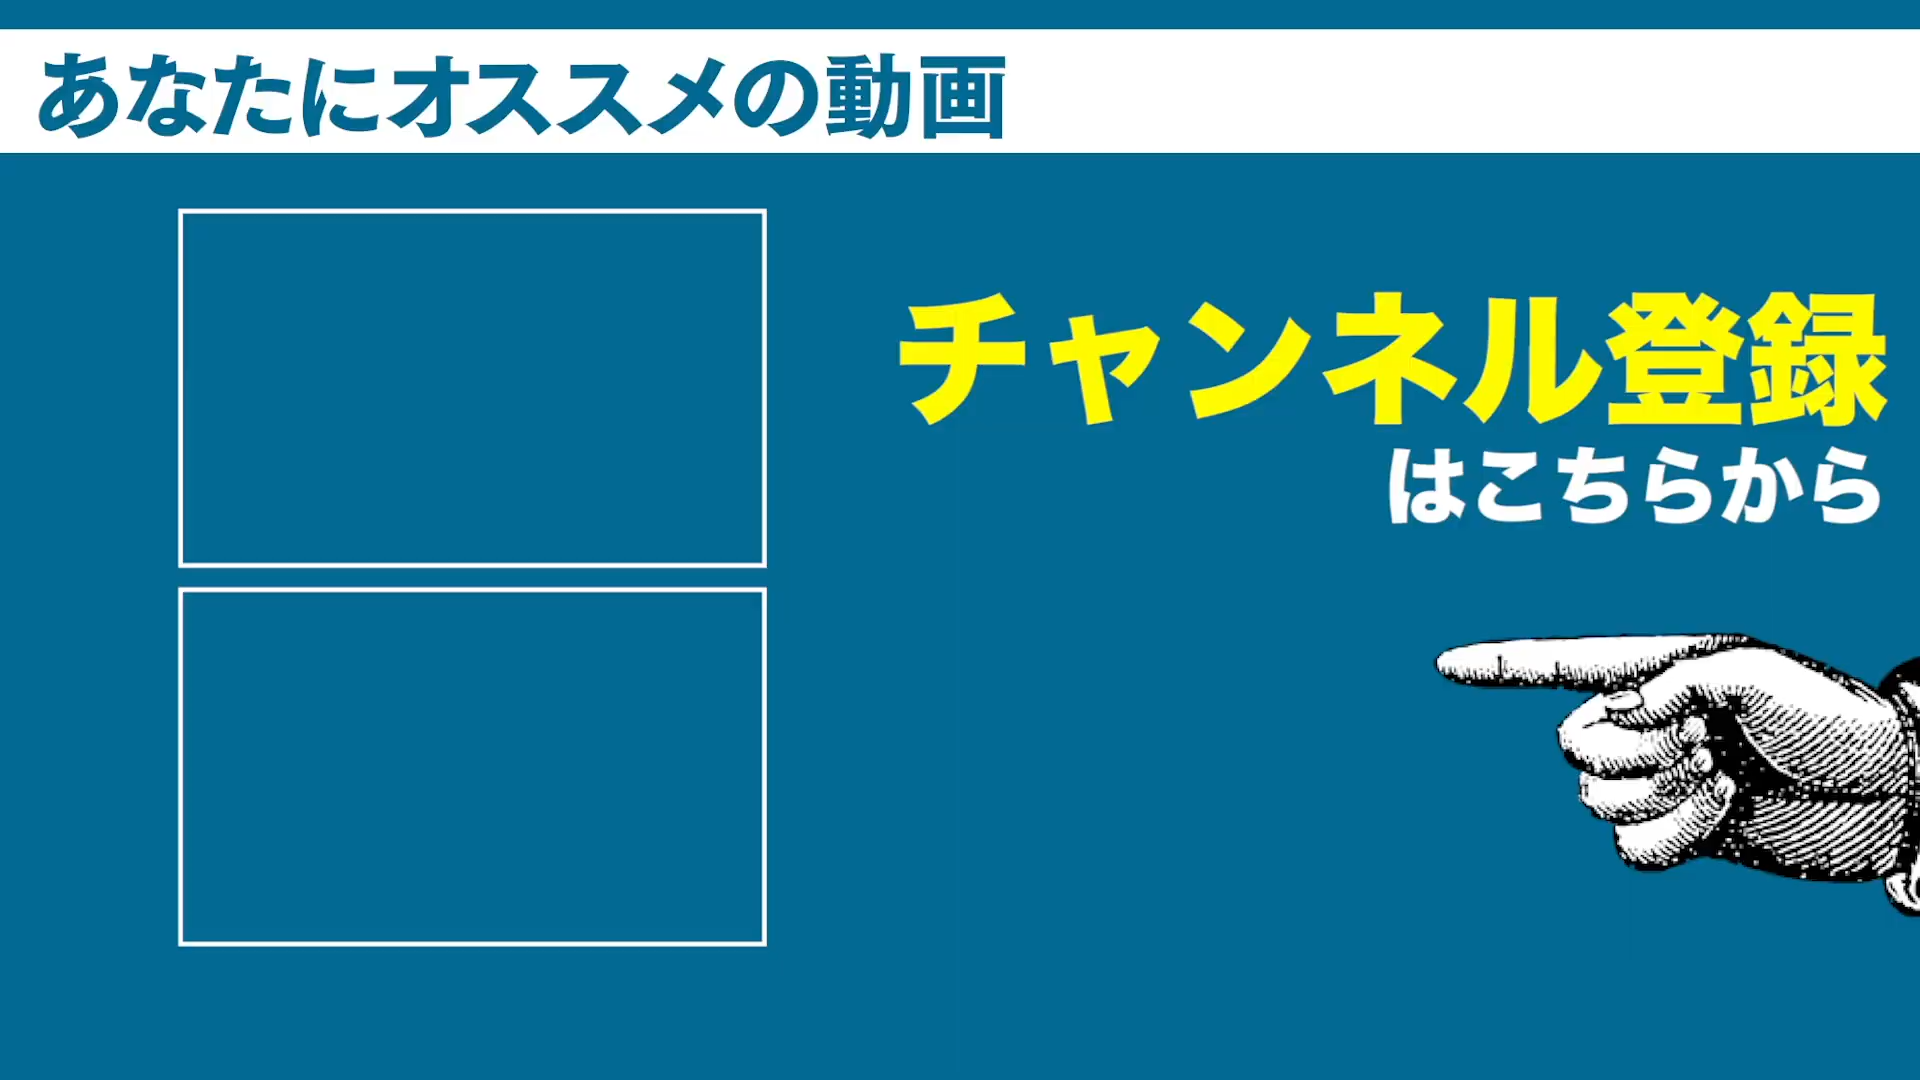 あなたにオススメの動画
チャンネル登録
はこちらから